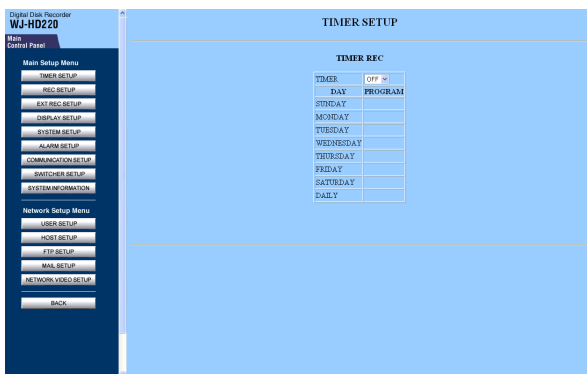 Digital Disk Recorder
WJ-HD220
Main
Control Panel
Main Setup Menu
TIMER SETUP
REC SETUP
EXT REC SETUP
DISPLAY SETUP
SYSTEM SETUP
ALARM SETUP
COMMUNICATION SETUP
SWITCHER SETUP
SYSTEM INFORMATION
Network Setup Menu
USER SETUP
HOST SETUP
FTP SETUP
MAIL SETUP
NETWORK VIDEO SETUP
BACK
TIMER SETUP
TIMER REC
TIMER OFF
DAY PROGRAM
SUNDAY
MONDAY
TUESDAY
WEDNESDAY
THURSDAY
FRIDAY
SATURDAY
DAILY